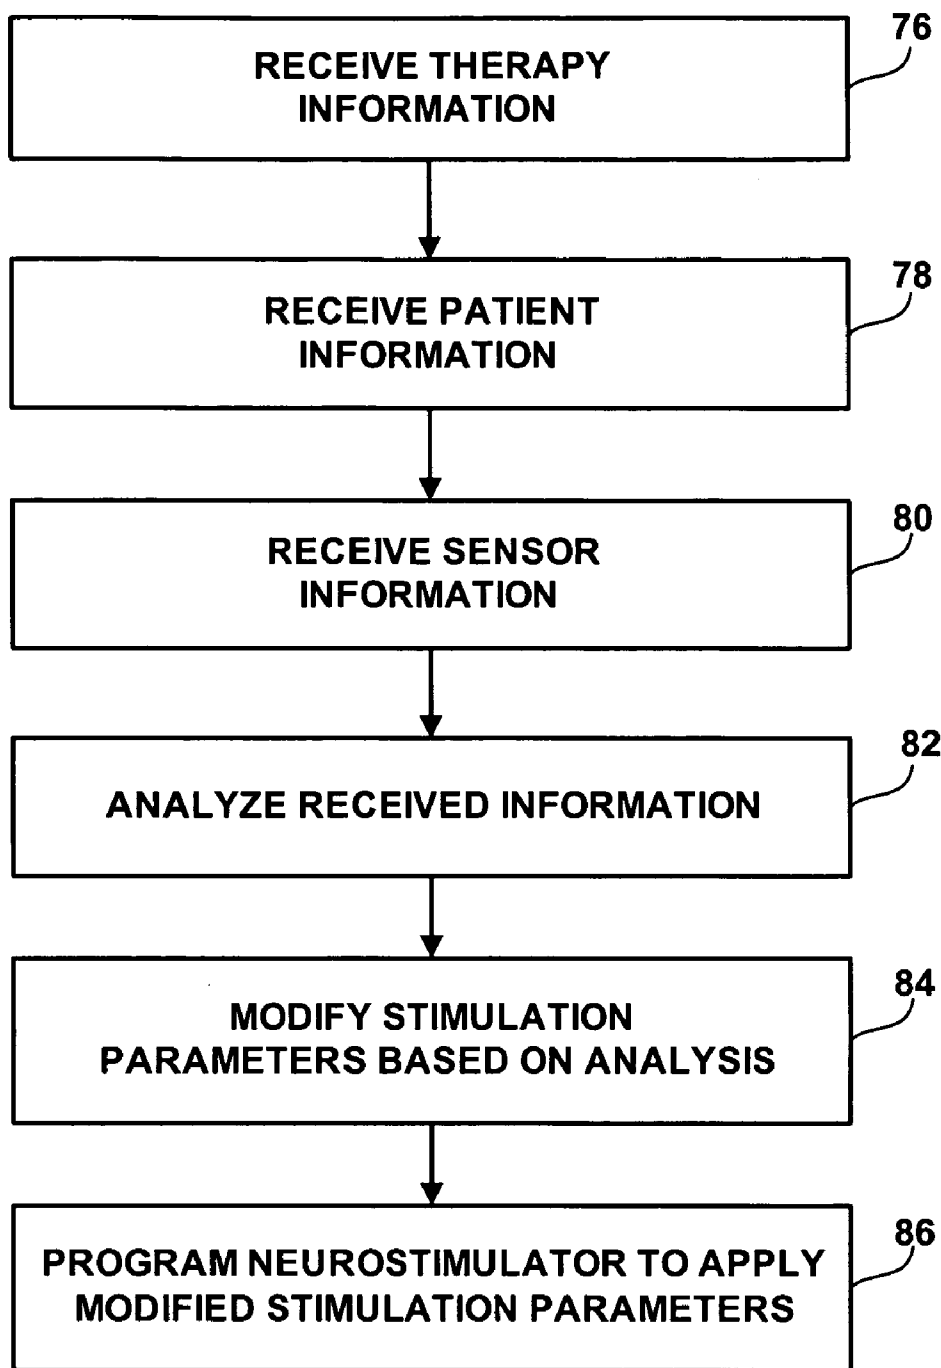 76
RECEIVE THERAPY
INFORMATION
78
RECEIVE PATIENT
INFORMATION
80
RECEIVE SENSOR
INFORMATION
82
ANALYZE RECEIVED INFORMATION
84
MODIFY STIMULATION
PARAMETERS BASED ON ANALYSIS
86
PROGRAM NEUROSTIMULATOR TO APPLY
MODIFIED STIMULATION PARAMETERS